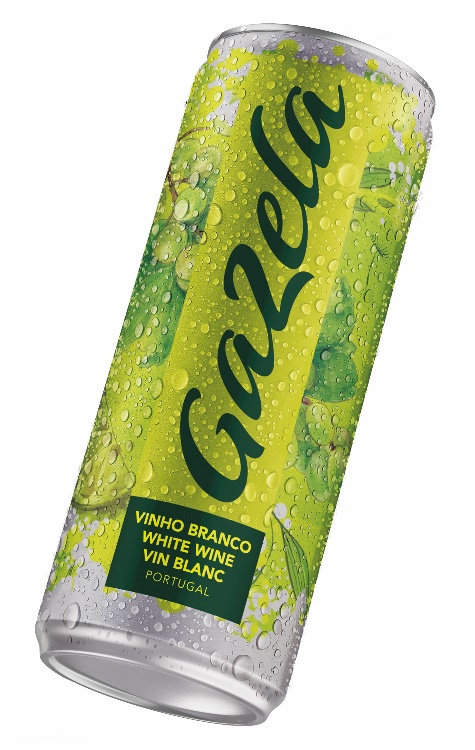 Gazela
VINHO BRANCO
WHITE WINE
VIN BLANC
PORTUGAL